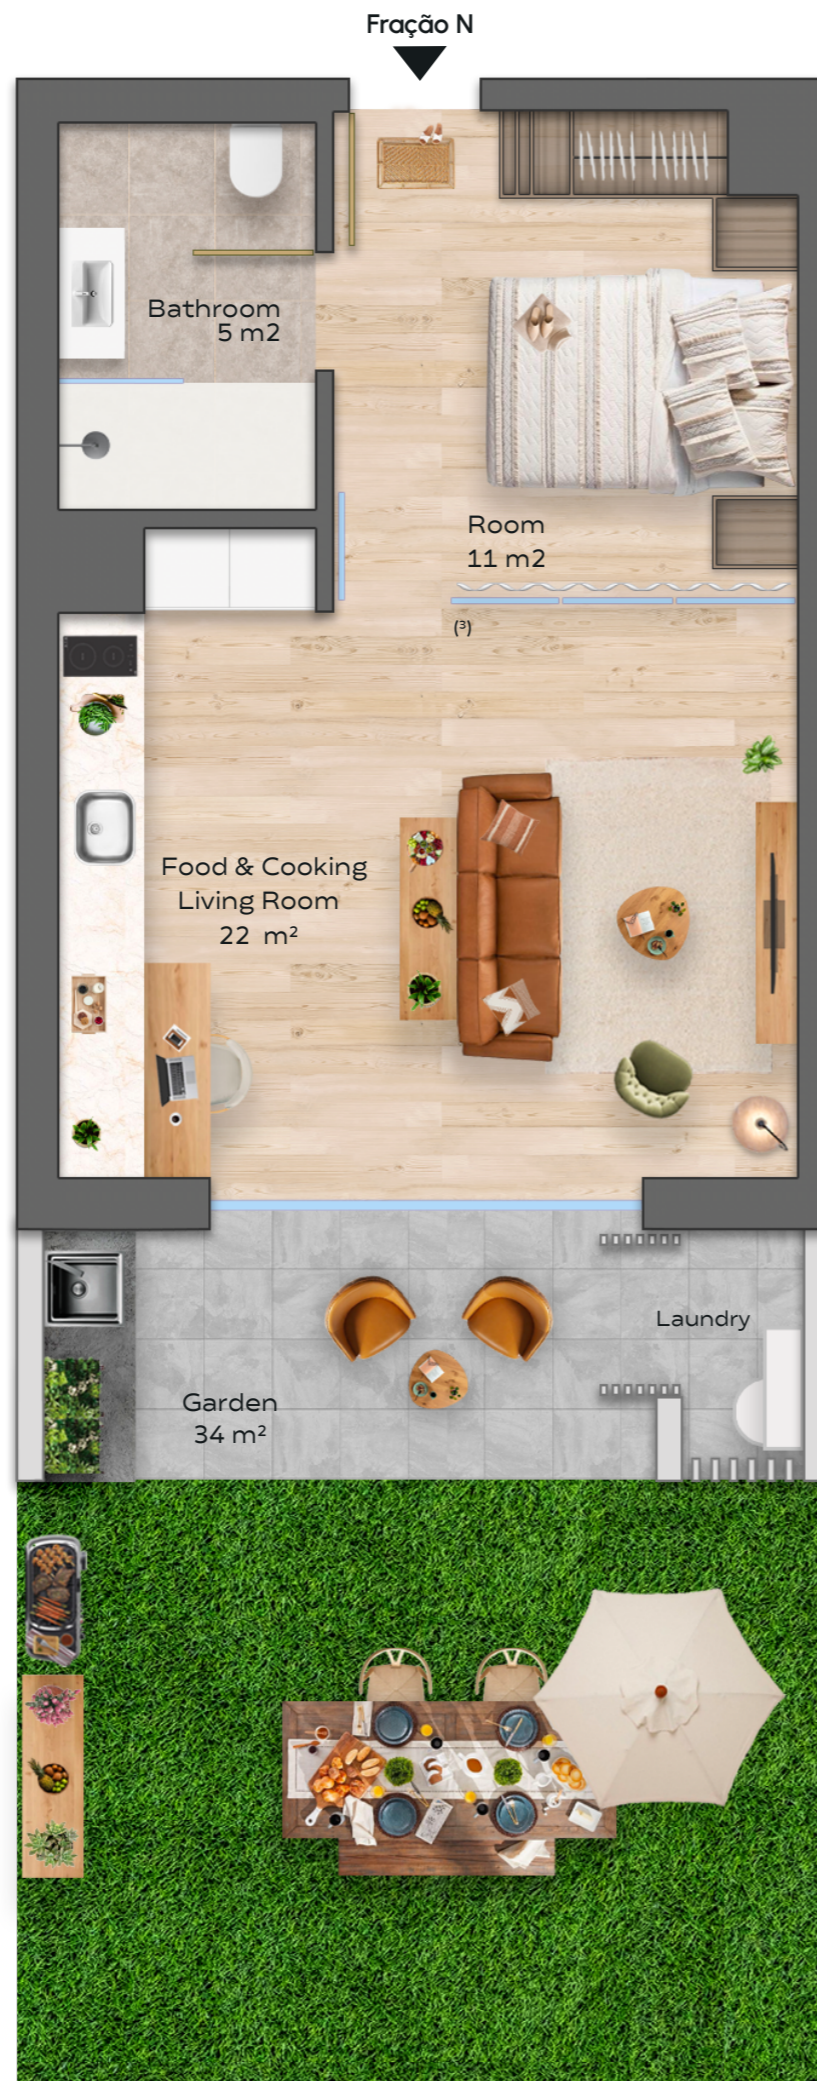 Fração N
Bathroom
5 m2
Room
11 m2
(3)
Food & Cooking
Living Room
22 m²
Laundry
Garden
34 m²